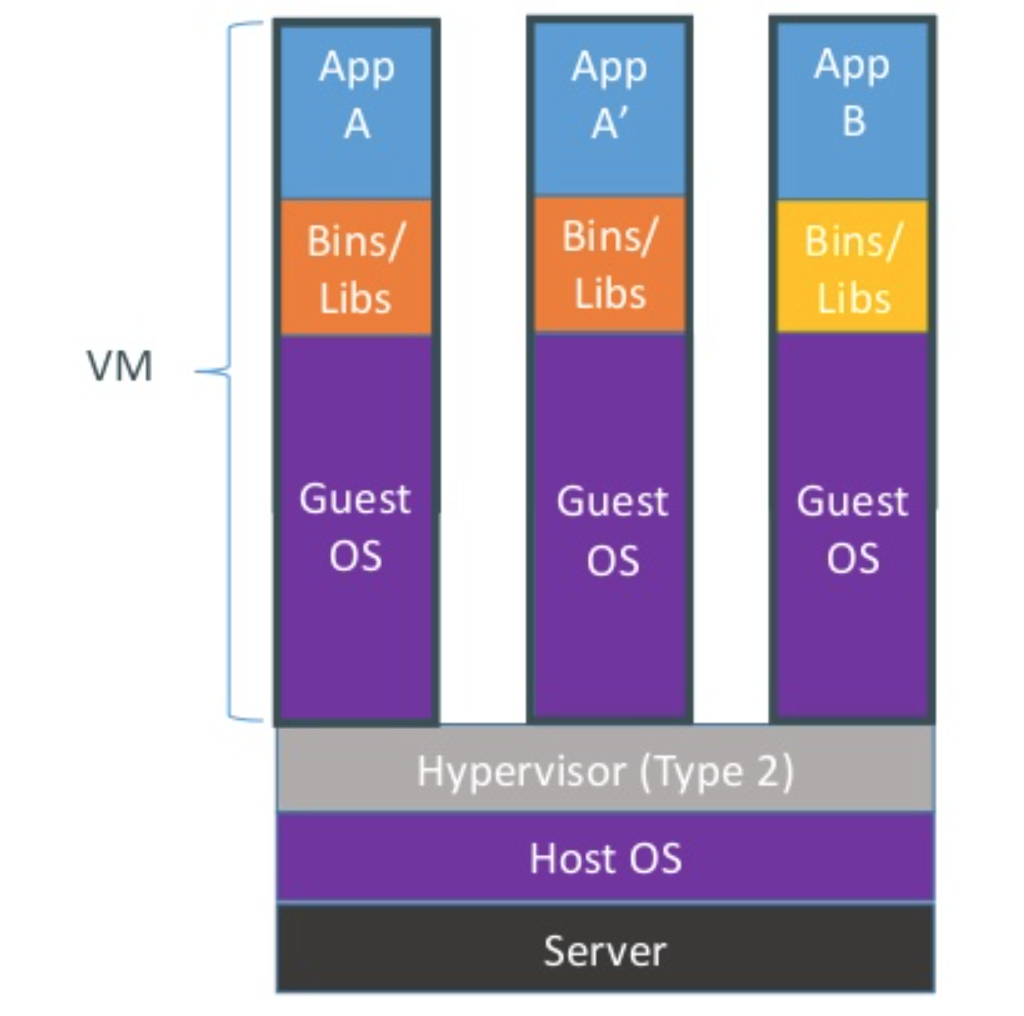 App
A
App
A’
App
B
Bins/
Libs
Bins/
Libs
Bins/
Libs
VM
Guest
OS
Guest
OS
Guest
OS
Hypervisor (Type 2)
Host OS
Server